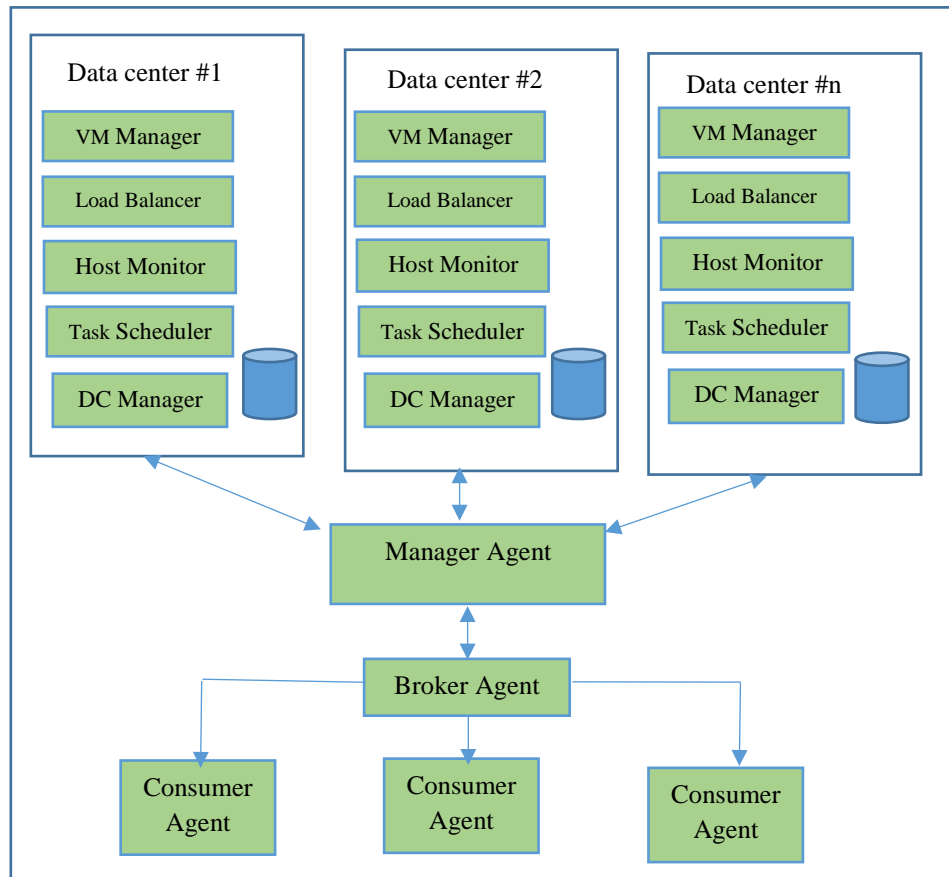 Data center #1
VM Manager
Load Balancer
Host Monitor
Task Scheduler
DC Manager
Data center #2
VM Manager
Load Balancer
Host Monitor
Task Scheduler
DC Manager
Data center #n
VM Manager
Load Balancer
Host Monitor
Task Scheduler
DC Manager
Manager Agent
Broker Agent
Consumer
Agent
Consumer
Agent
Consumer
Agent